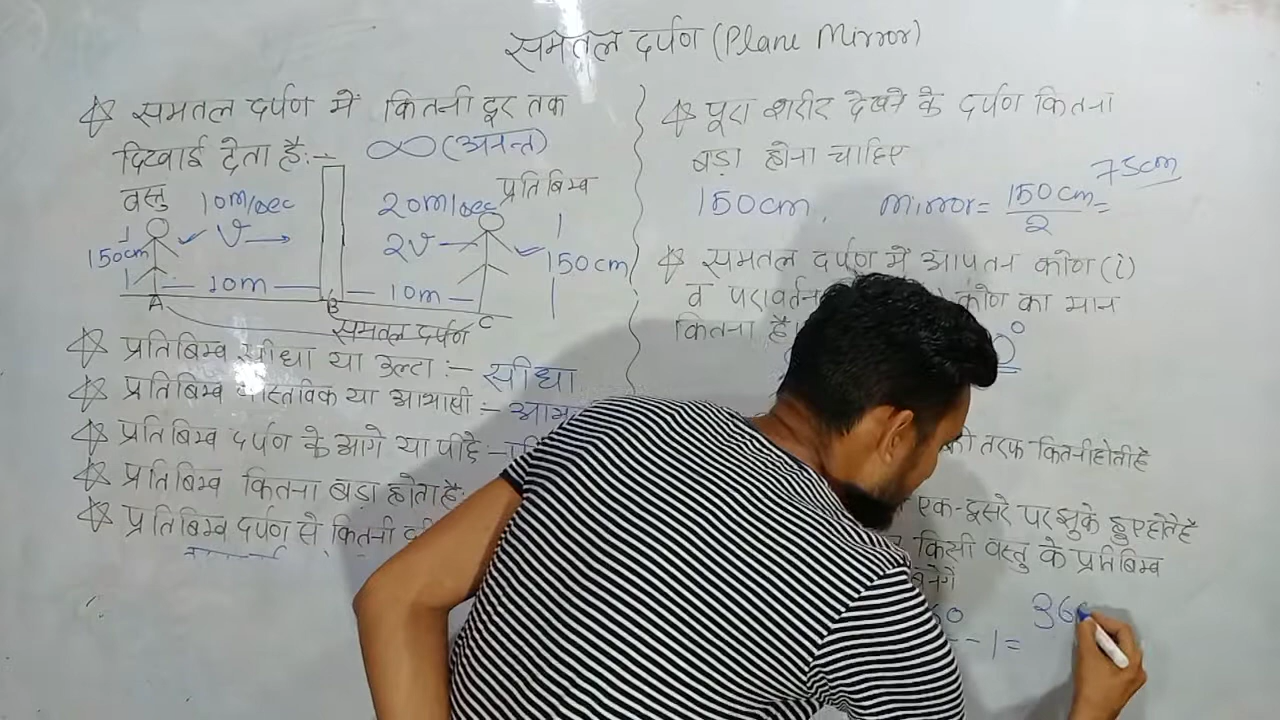 समतल दर्पण (Plane Mirror)
☆ समतल दर्पण में कितनी दूर तक
दिखाई देता है:- ∞ (अनन्त)
वस्तु 10m/sec 20m/sec प्रतिबिम्ब
V 2V
150cm 150cm
10m 10m
A B C
समतल दर्पण
☆ प्रतिबिम्ब सीधा या उल्टा :- सीधा
☆ प्रतिबिम्ब वास्तविक या आभासी :-
☆ प्रतिबिम्ब दर्पण के आगे या पीछे :-
☆ प्रतिबिम्ब कितना बड़ा होता है:
☆ प्रतिबिम्ब दर्पण से कितनी
☆ पूरा शरीर देखने के दर्पण कितना
बड़ा होना चाहिए
150cm, Mirror = 150cm/2 = 75cm
☆ समतल दर्पण में आपतन कोण (i)
व परावर्तन कोण का मान
कितना है।
की तरफ कितनी होती है
एक-दूसरे पर झुके हुए होते है
किसी वस्तु के प्रतिबिम्ब
बनेगें
- 1 = 36